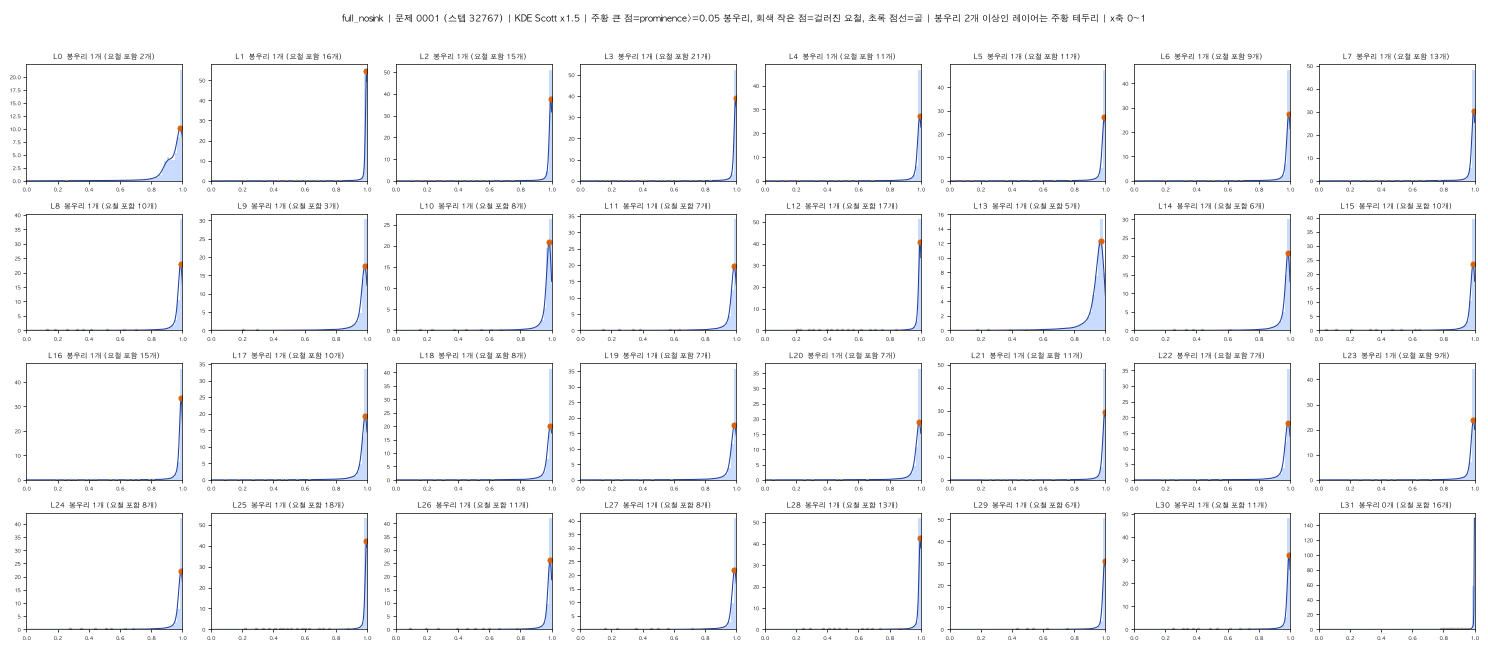 full_nosink | 문제 0001 (스텝 32767) | KDE Scott x1.5 | 주황 큰 점=prominence>=0.05 봉우리, 회색 작은 점=걸러진 요철, 초록 점선=골 | 봉우리 2개 이상인 레이어는 주황 테두리 | x축 0~1
L0 봉우리 1개 (요철 포함 2개)
L1 봉우리 1개 (요철 포함 16개)
L2 봉우리 1개 (요철 포함 15개)
L3 봉우리 1개 (요철 포함 21개)
L4 봉우리 1개 (요철 포함 11개)
L5 봉우리 1개 (요철 포함 11개)
L6 봉우리 1개 (요철 포함 9개)
L7 봉우리 1개 (요철 포함 13개)
L8 봉우리 1개 (요철 포함 10개)
L9 봉우리 1개 (요철 포함 3개)
L10 봉우리 1개 (요철 포함 8개)
L11 봉우리 1개 (요철 포함 7개)
L12 봉우리 1개 (요철 포함 17개)
L13 봉우리 1개 (요철 포함 5개)
L14 봉우리 1개 (요철 포함 6개)
L15 봉우리 1개 (요철 포함 10개)
L16 봉우리 1개 (요철 포함 15개)
L17 봉우리 1개 (요철 포함 10개)
L18 봉우리 1개 (요철 포함 8개)
L19 봉우리 1개 (요철 포함 7개)
L20 봉우리 1개 (요철 포함 7개)
L21 봉우리 1개 (요철 포함 11개)
L22 봉우리 1개 (요철 포함 7개)
L23 봉우리 1개 (요철 포함 9개)
L24 봉우리 1개 (요철 포함 8개)
L25 봉우리 1개 (요철 포함 18개)
L26 봉우리 1개 (요철 포함 11개)
L27 봉우리 1개 (요철 포함 8개)
L28 봉우리 1개 (요철 포함 13개)
L29 봉우리 1개 (요철 포함 6개)
L30 봉우리 1개 (요철 포함 11개)
L31 봉우리 0개 (요철 포함 16개)